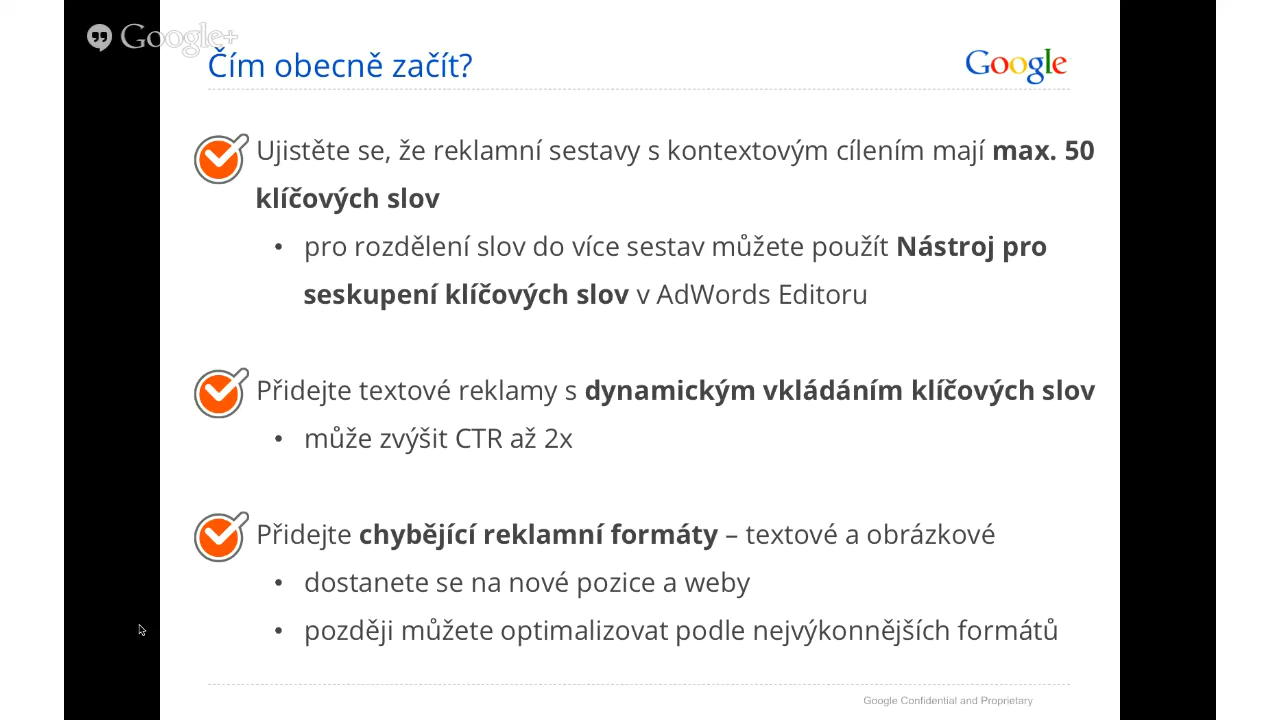 Google+
Čím obecně začít?
Google
Ujistěte se, že reklamní sestavy s kontextovým cílením mají max. 50
klíčových slov
• pro rozdělení slov do více sestav můžete použít Nástroj pro
seskupení klíčových slov v AdWords Editoru
Přidejte textové reklamy s dynamickým vkládáním klíčových slov
• může zvýšit CTR až 2x
Přidejte chybějící reklamní formáty – textové a obrázkové
• dostanete se na nové pozice a weby
• později můžete optimalizovat podle nejvýkonnějších formátů
Google Confidential and Proprietary